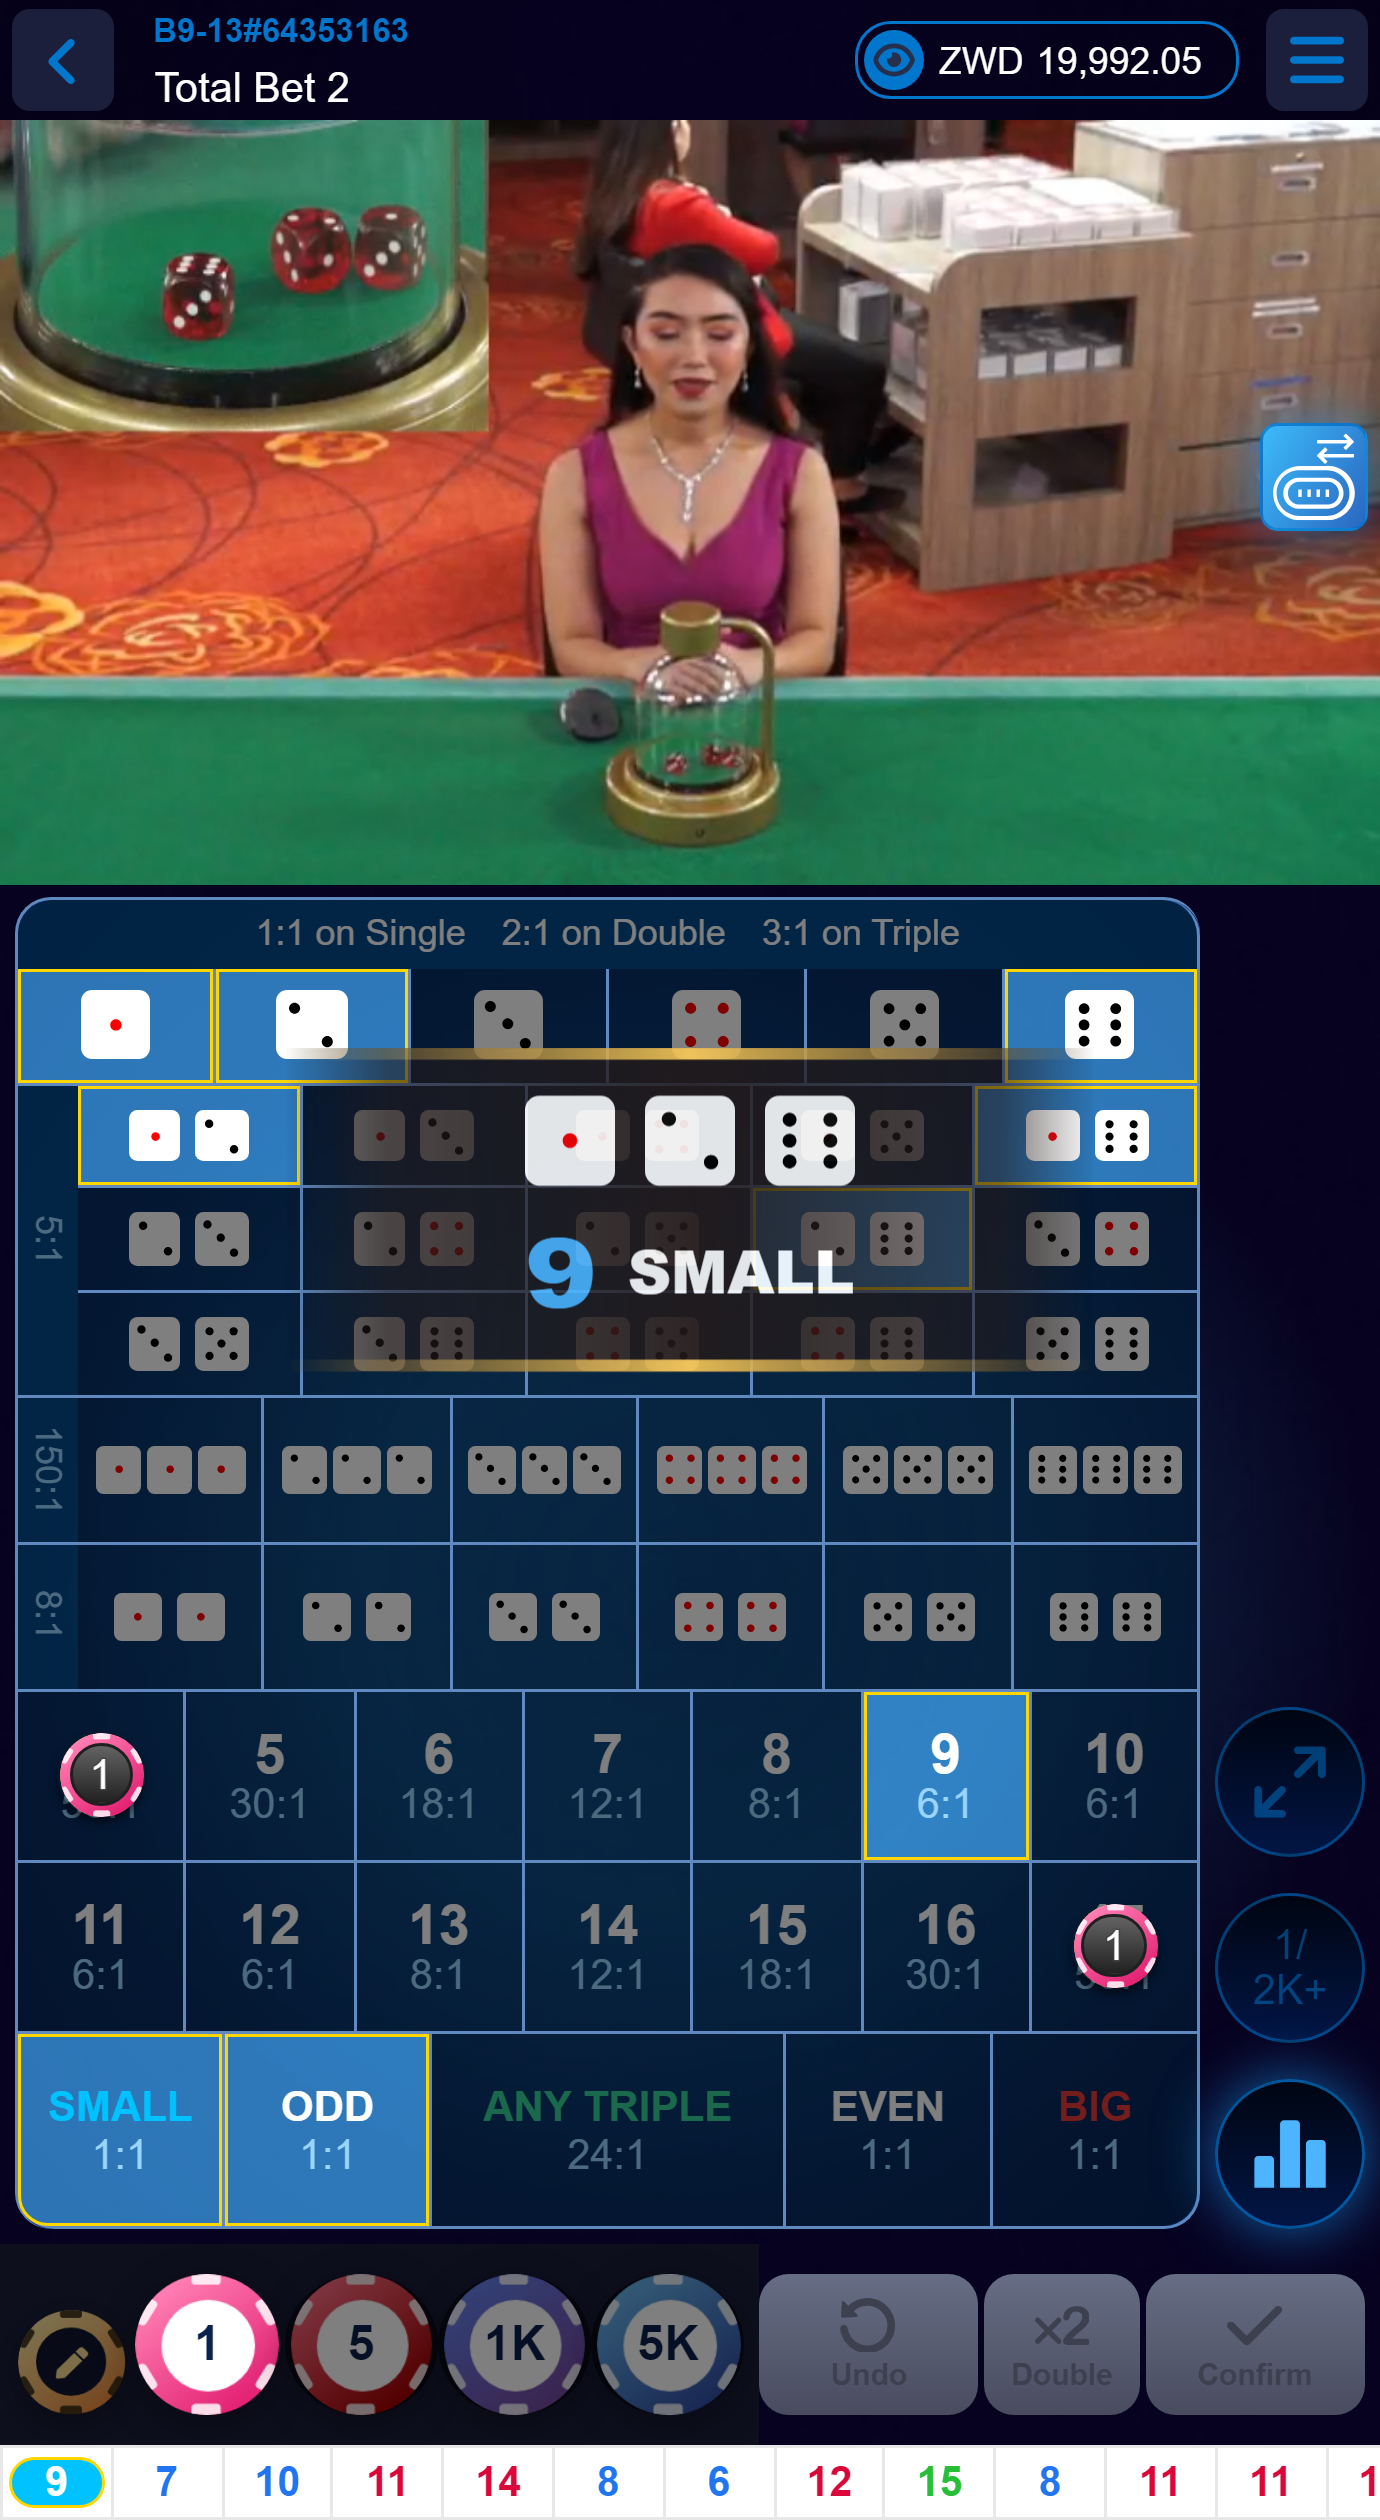 B9-13#64353163
Total Bet 2
ZWD 19,992.05
1:1 on Single 2:1 on Double 3:1 on Triple
5:1
9 SMALL
150:1
8:1
1
5 30:1
6 18:1
7 12:1
8 8:1
9 6:1
10 6:1
11 6:1
12 6:1
13 8:1
14 12:1
15 18:1
16 30:1
1
1/
2K+
SMALL 1:1
ODD 1:1
ANY TRIPLE 24:1
EVEN 1:1
BIG 1:1
1 5 1K 5K
Undo
x2
Double
Confirm
9 7 10 11 14 8 6 12 15 8 11 11